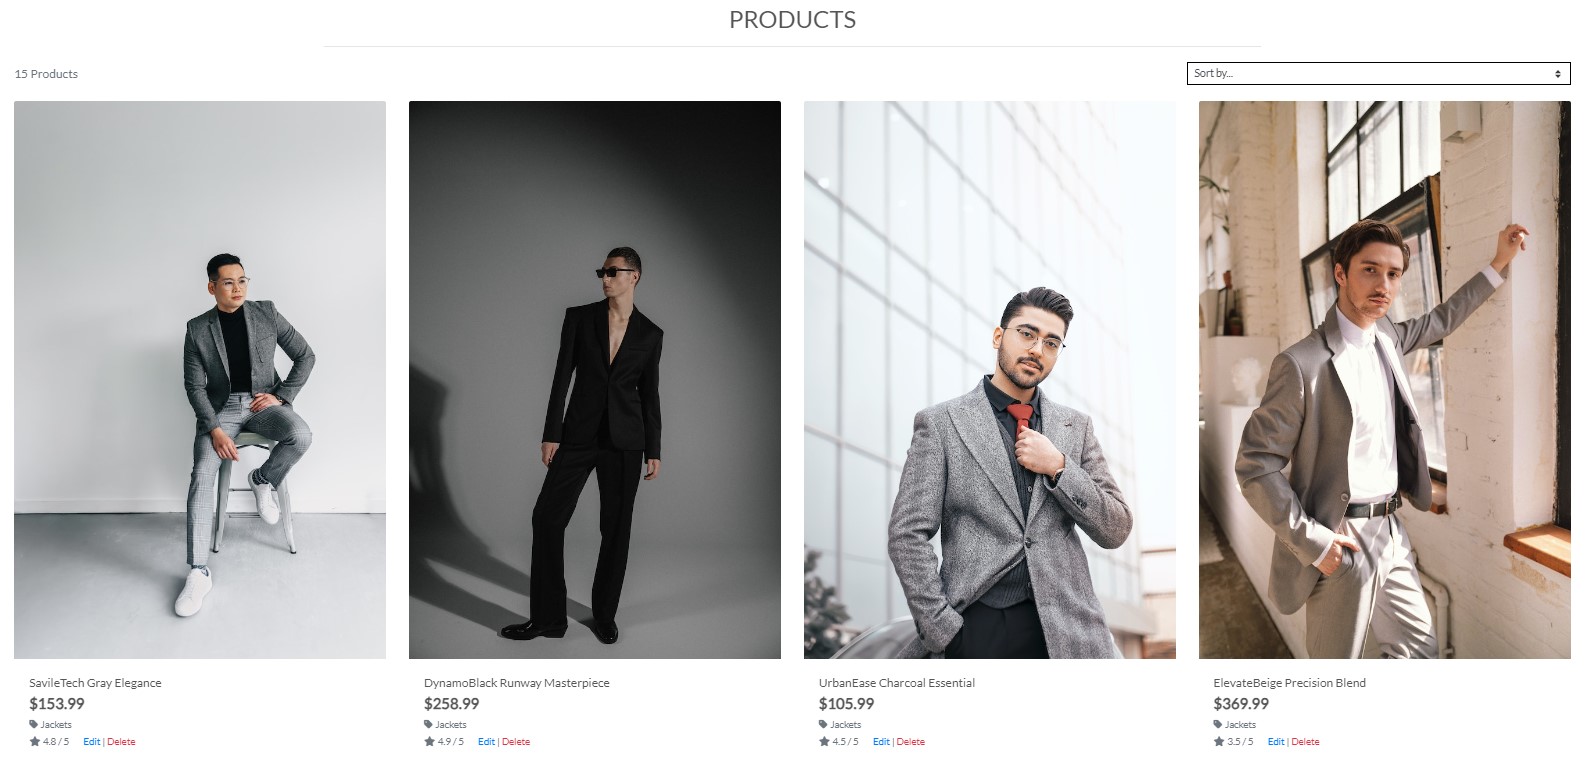 PRODUCTS
15 Products
Sort by...
SavileTech Gray Elegance
$153.99
Jackets
4.8 / 5 Edit | Delete
DynamoBlack Runway Masterpiece
$258.99
Jackets
4.9 / 5 Edit | Delete
UrbanEase Charcoal Essential
$105.99
Jackets
4.5 / 5 Edit | Delete
ElevateBeige Precision Blend
$369.99
Jackets
3.5 / 5 Edit | Delete